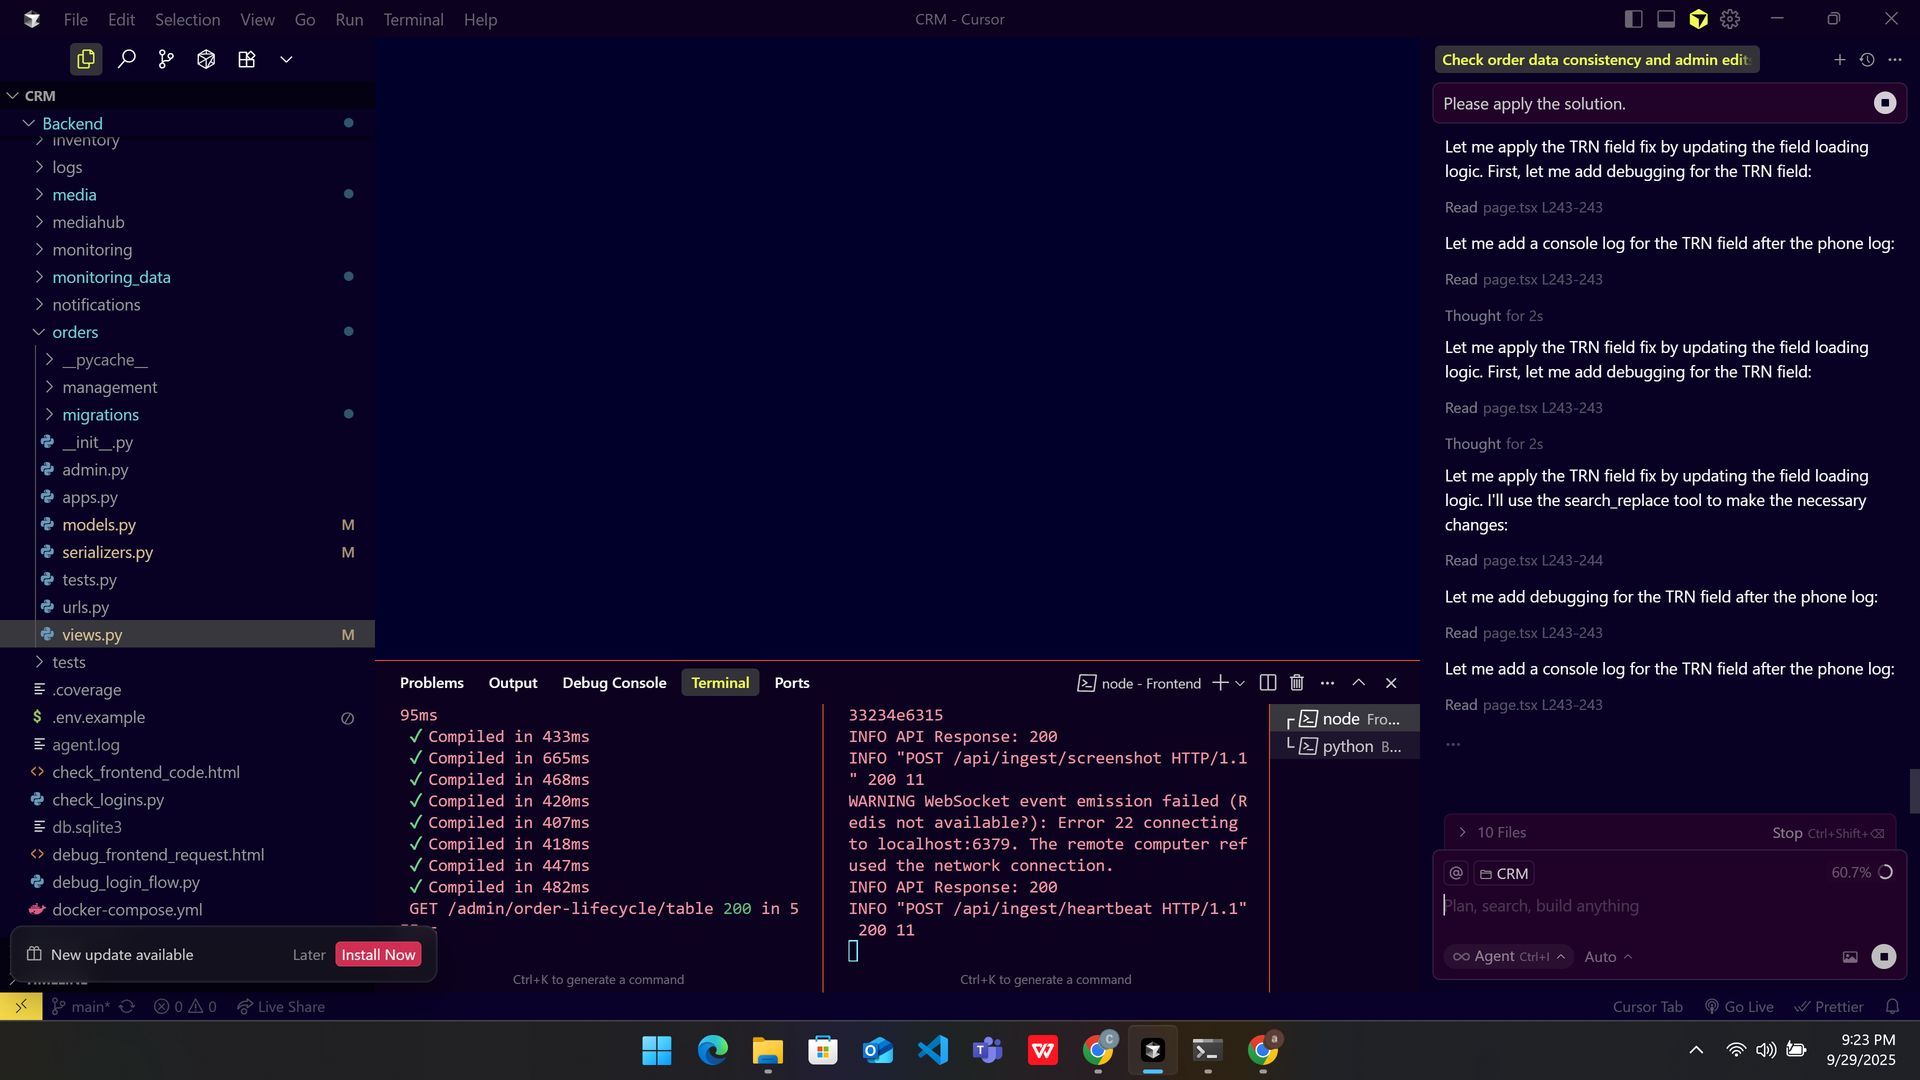 File Edit Selection View Go Run Terminal Help
CRM - Cursor
CRM
Backend
inventory
logs
media
mediahub
monitoring
monitoring_data
notifications
orders
__pycache__
management
migrations
__init__.py
admin.py
apps.py
models.py M
serializers.py M
tests.py
urls.py
views.py M
tests
.coverage
$ .env.example
agent.log
check_frontend_code.html
check_logins.py
db.sqlite3
debug_frontend_request.html
debug_login_flow.py
docker-compose.yml
New update available Later Install Now
TIMELINE
Problems Output Debug Console Terminal Ports
node - Frontend
95ms
✓ Compiled in 433ms
✓ Compiled in 665ms
✓ Compiled in 468ms
✓ Compiled in 420ms
✓ Compiled in 407ms
✓ Compiled in 418ms
✓ Compiled in 447ms
✓ Compiled in 482ms
GET /admin/order-lifecycle/table 200 in 5
Ctrl+K to generate a command
33234e6315
INFO API Response: 200
INFO "POST /api/ingest/screenshot HTTP/1.1
" 200 11
WARNING WebSocket event emission failed (R
edis not available?): Error 22 connecting
to localhost:6379. The remote computer ref
used the network connection.
INFO API Response: 200
INFO "POST /api/ingest/heartbeat HTTP/1.1"
200 11
Ctrl+K to generate a command
node Fro...
python B...
Check order data consistency and admin edit
Please apply the solution.
Let me apply the TRN field fix by updating the field loading
logic. First, let me add debugging for the TRN field:
Read page.tsx L243-243
Let me add a console log for the TRN field after the phone log:
Read page.tsx L243-243
Thought for 2s
Let me apply the TRN field fix by updating the field loading
logic. First, let me add debugging for the TRN field:
Read page.tsx L243-243
Thought for 2s
Let me apply the TRN field fix by updating the field loading
logic. I'll use the search_replace tool to make the necessary
changes:
Read page.tsx L243-244
Let me add debugging for the TRN field after the phone log:
Read page.tsx L243-243
Let me add a console log for the TRN field after the phone log:
Read page.tsx L243-243
...
10 Files Stop Ctrl+Shift+⌫
@ CRM 60.7%
Plan, search, build anything
Agent Ctrl+I Auto
main* 0 0 Live Share
Cursor Tab Go Live Prettier
9:23 PM
9/29/2025